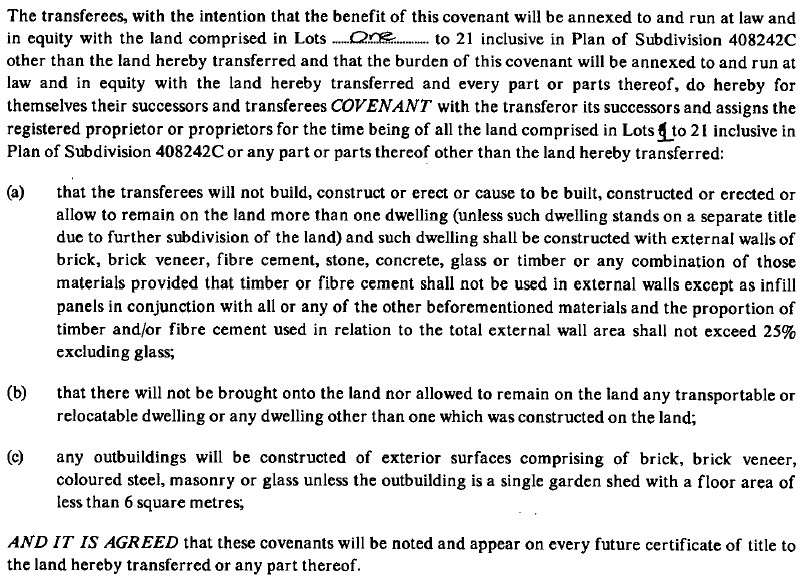 The transferees, with the intention that the benefit of this covenant will be annexed to and run at law and
in equity with the land comprised in Lots ......One............ to 21 inclusive in Plan of Subdivision 408242C
other than the land hereby transferred and that the burden of this covenant will be annexed to and run at
law and in equity with the land hereby transferred and every part or parts thereof, do hereby for
themselves their successors and transferees COVENANT with the transferor its successors and assigns the
registered proprietor or proprietors for the time being of all the land comprised in Lots 1 to 21 inclusive in
Plan of Subdivision 408242C or any part or parts thereof other than the land hereby transferred:
(a) that the transferees will not build, construct or erect or cause to be built, constructed or erected or
allow to remain on the land more than one dwelling (unless such dwelling stands on a separate title
due to further subdivision of the land) and such dwelling shall be constructed with external walls of
brick, brick veneer, fibre cement, stone, concrete, glass or timber or any combination of those
materials provided that timber or fibre cement shall not be used in external walls except as infill
panels in conjunction with all or any of the other beforementioned materials and the proportion of
timber and/or fibre cement used in relation to the total external wall area shall not exceed 25%
excluding glass;
(b) that there will not be brought onto the land nor allowed to remain on the land any transportable or
relocatable dwelling or any dwelling other than one which was constructed on the land;
(c) any outbuildings will be constructed of exterior surfaces comprising of brick, brick veneer,
coloured steel, masonry or glass unless the outbuilding is a single garden shed with a floor area of
less than 6 square metres;
AND IT IS AGREED that these covenants will be noted and appear on every future certificate of title to
the land hereby transferred or any part thereof.